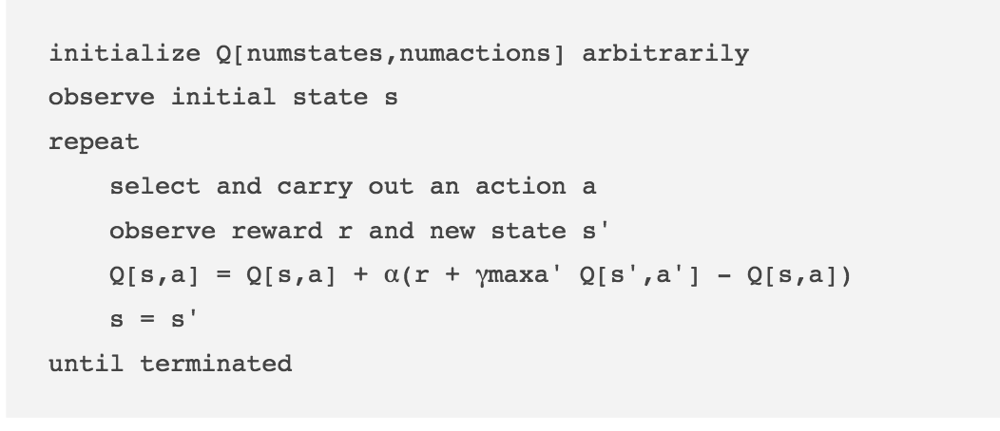 initialize Q[numstates,numactions] arbitrarily
observe initial state s
repeat
    select and carry out an action a
    observe reward r and new state s'
    Q[s,a] = Q[s,a] + α(r + γmaxa' Q[s',a'] - Q[s,a])
    s = s'
until terminated